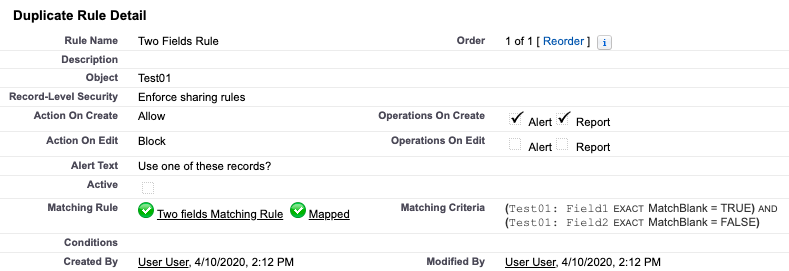 Duplicate Rule Detail
Rule Name Two Fields Rule Order 1 of 1 [ Reorder ] i
Description
Object Test01
Record-Level Security Enforce sharing rules
Action On Create Allow Operations On Create Alert Report
Action On Edit Block Operations On Edit Alert Report
Alert Text Use one of these records?
Active
Matching Rule Two fields Matching Rule Mapped Matching Criteria (Test01: Field1 EXACT MatchBlank = TRUE) AND
(Test01: Field2 EXACT MatchBlank = FALSE)
Conditions
Created By User User, 4/10/2020, 2:12 PM Modified By User User, 4/10/2020, 2:12 PM